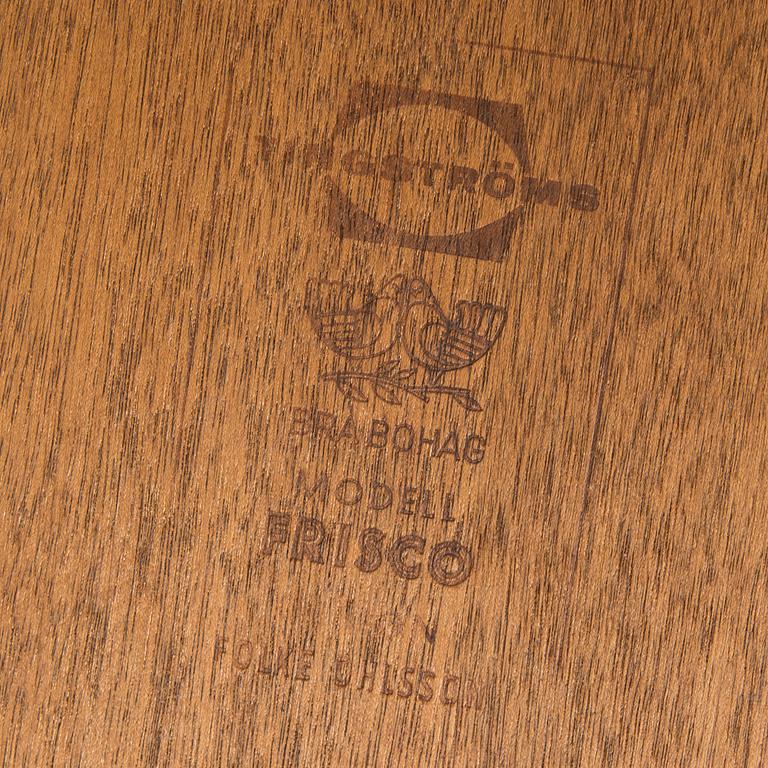 TINGSTRÖMS
BRA BOHAG
MODELL
FRISCO
FOLKE OHLSSON